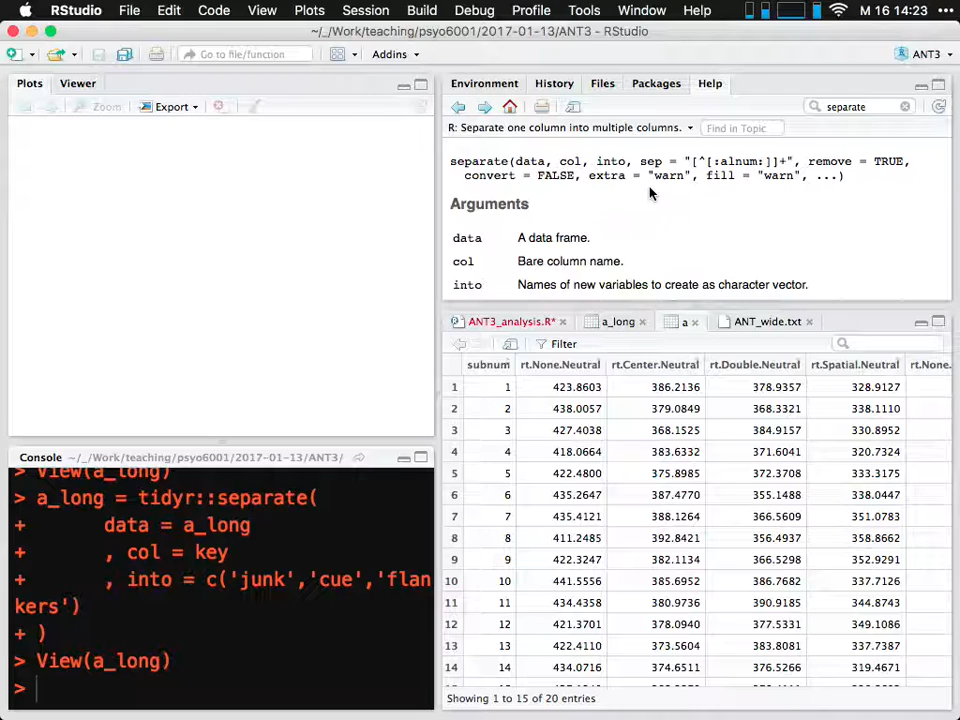 RStudio File Edit Code View Plots Session Build Debug Profile Tools Window Help M 16 14:23
~/_/Work/teaching/psyo6001/2017-01-13/ANT3 - RStudio
Go to file/function Addins ANT3
Plots Viewer
Zoom Export
Environment History Files Packages Help
separate
R: Separate one column into multiple columns. Find in Topic
separate(data, col, into, sep = "[^[:alnum:]]+", remove = TRUE,
convert = FALSE, extra = "warn", fill = "warn", ...)
Arguments
data A data frame.
col Bare column name.
into Names of new variables to create as character vector.
ANT3_analysis.R* a_long a ANT_wide.txt
Filter
subnum rt.None.Neutral rt.Center.Neutral rt.Double.Neutral rt.Spatial.Neutral rt.None.
1 1 423.8603 386.2136 378.9357 328.9127
2 2 438.0057 379.0849 368.3321 338.1110
3 3 427.4038 368.1525 384.9157 330.8952
4 4 418.0664 383.6332 371.6041 320.7324
5 5 422.4800 375.8985 372.3708 333.3175
6 6 435.2647 387.4770 355.1488 338.0447
7 7 435.4121 388.1264 366.5609 351.0783
8 8 411.2485 392.8421 356.4937 358.8662
9 9 422.3247 382.1134 366.5298 352.9291
10 10 441.5556 385.6952 386.7682 337.7126
11 11 434.4358 380.9736 390.9185 344.8743
12 12 421.3701 378.0940 377.5331 349.1086
13 13 422.4110 373.5604 383.8081 337.7387
14 14 434.0716 374.6511 376.5266 319.4671
Showing 1 to 15 of 20 entries
Console ~/_/Work/teaching/psyo6001/2017-01-13/ANT3/
> View(a_long)
> a_long = tidyr::separate(
+ data = a_long
+ , col = key
+ , into = c('junk','cue','flan
kers')
+ )
> View(a_long)
>